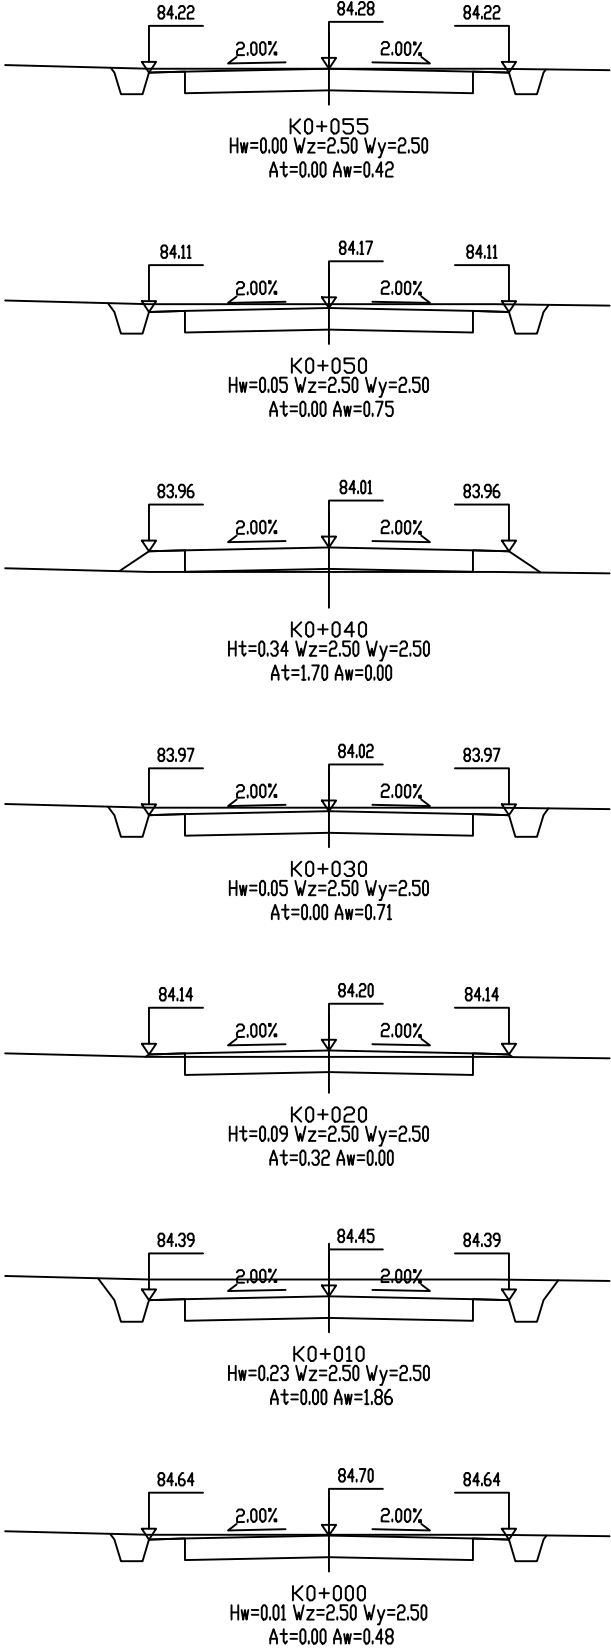 84.22 84.28 84.22
2.00% 2.00%
K0+055
Hw=0.00 Wz=2.50 Wy=2.50
At=0.00 Aw=0.42
84.11 84.17 84.11
2.00% 2.00%
K0+050
Hw=0.05 Wz=2.50 Wy=2.50
At=0.00 Aw=0.75
83.96 84.01 83.96
2.00% 2.00%
K0+040
Ht=0.34 Wz=2.50 Wy=2.50
At=1.70 Aw=0.00
83.97 84.02 83.97
2.00% 2.00%
K0+030
Hw=0.05 Wz=2.50 Wy=2.50
At=0.00 Aw=0.71
84.14 84.20 84.14
2.00% 2.00%
K0+020
Ht=0.09 Wz=2.50 Wy=2.50
At=0.32 Aw=0.00
84.39 84.45 84.39
2.00% 2.00%
K0+010
Hw=0.23 Wz=2.50 Wy=2.50
At=0.00 Aw=1.86
84.64 84.70 84.64
2.00% 2.00%
K0+000
Hw=0.01 Wz=2.50 Wy=2.50
At=0.00 Aw=0.48